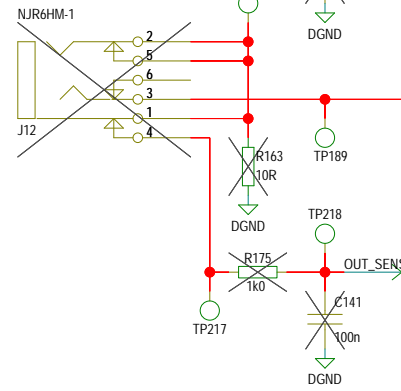 NJR6HM-1
DGND
2
5
6
3
1
4
J12
TP189
R163
10R
DGND
TP218
R175
1k0
OUT_SENS
TP217
C141
100n
DGND